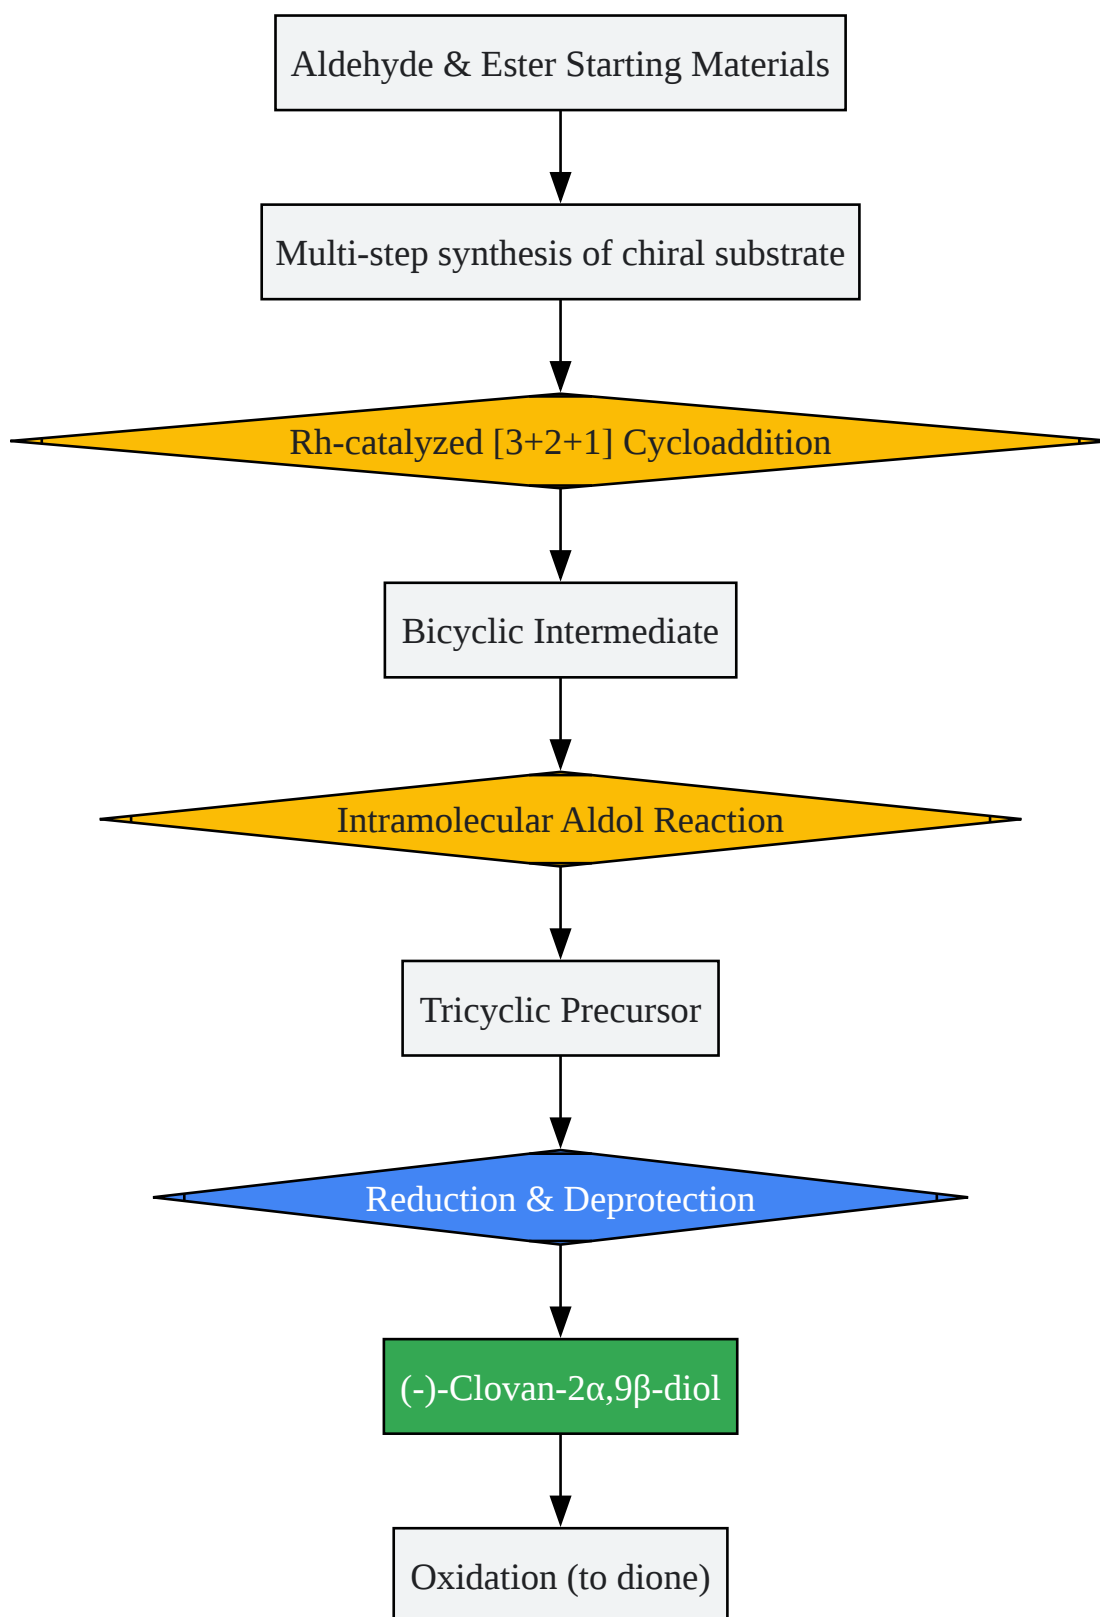 Aldehyde & Ester Starting Materials
Multi-step synthesis of chiral substrate
Rh-catalyzed [3+2+1] Cycloaddition
Bicyclic Intermediate
Intramolecular Aldol Reaction
Tricyclic Precursor
Reduction & Deprotection
(-)-Clovan-2α,9β-diol
Oxidation (to dione)